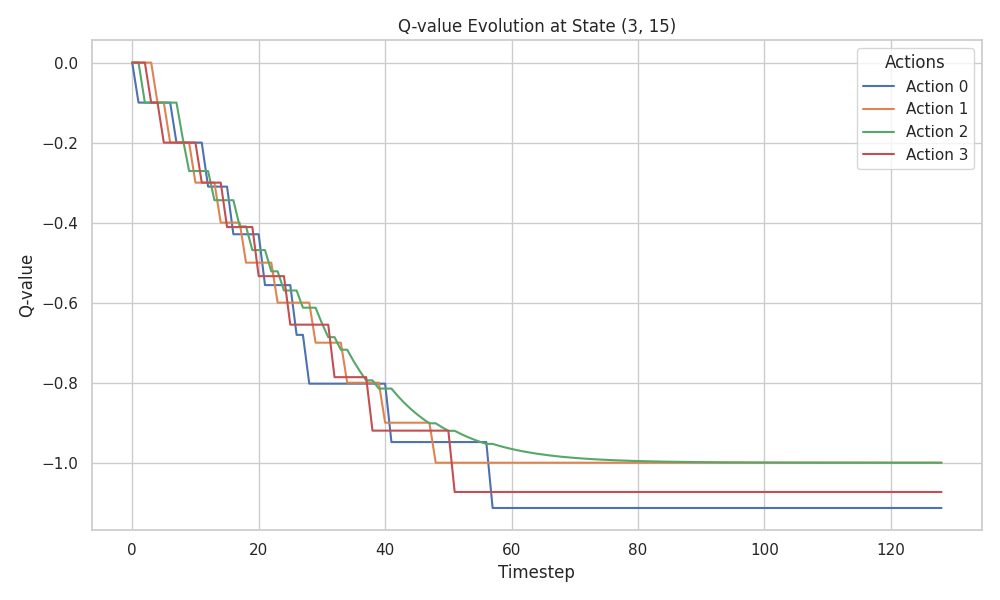 Q-value Evolution at State (3, 15)
Actions
Action 0
Action 1
Action 2
Action 3
Q-value
0.0
−0.2
−0.4
−0.6
−0.8
−1.0
0 20 40 60 80 100 120
Timestep